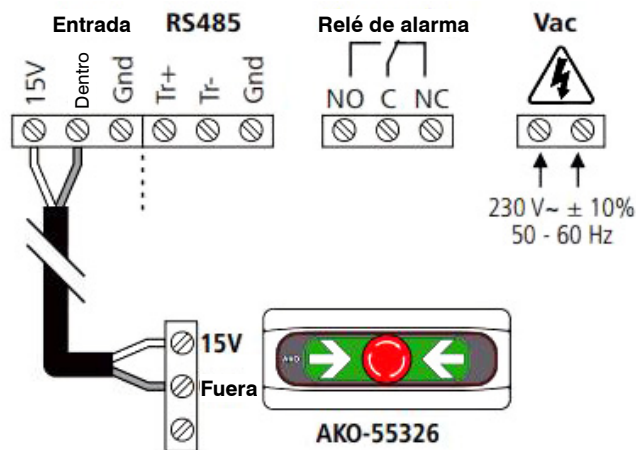 Entrada RS485 Relé de alarma Vac
15V Dentro Gnd Tr+ Tr- Gnd
NO C NC
230 V~ ± 10%
50 - 60 Hz
15V
Fuera
AKO
AKO-55326